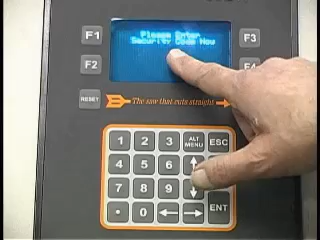 Please Enter
Security Code Now
F1
F3
F2
F4
RESET
The saw that cuts straight
1 2 3 ALT MENU ESC
4 5 6
7 8 9
. 0 ENT